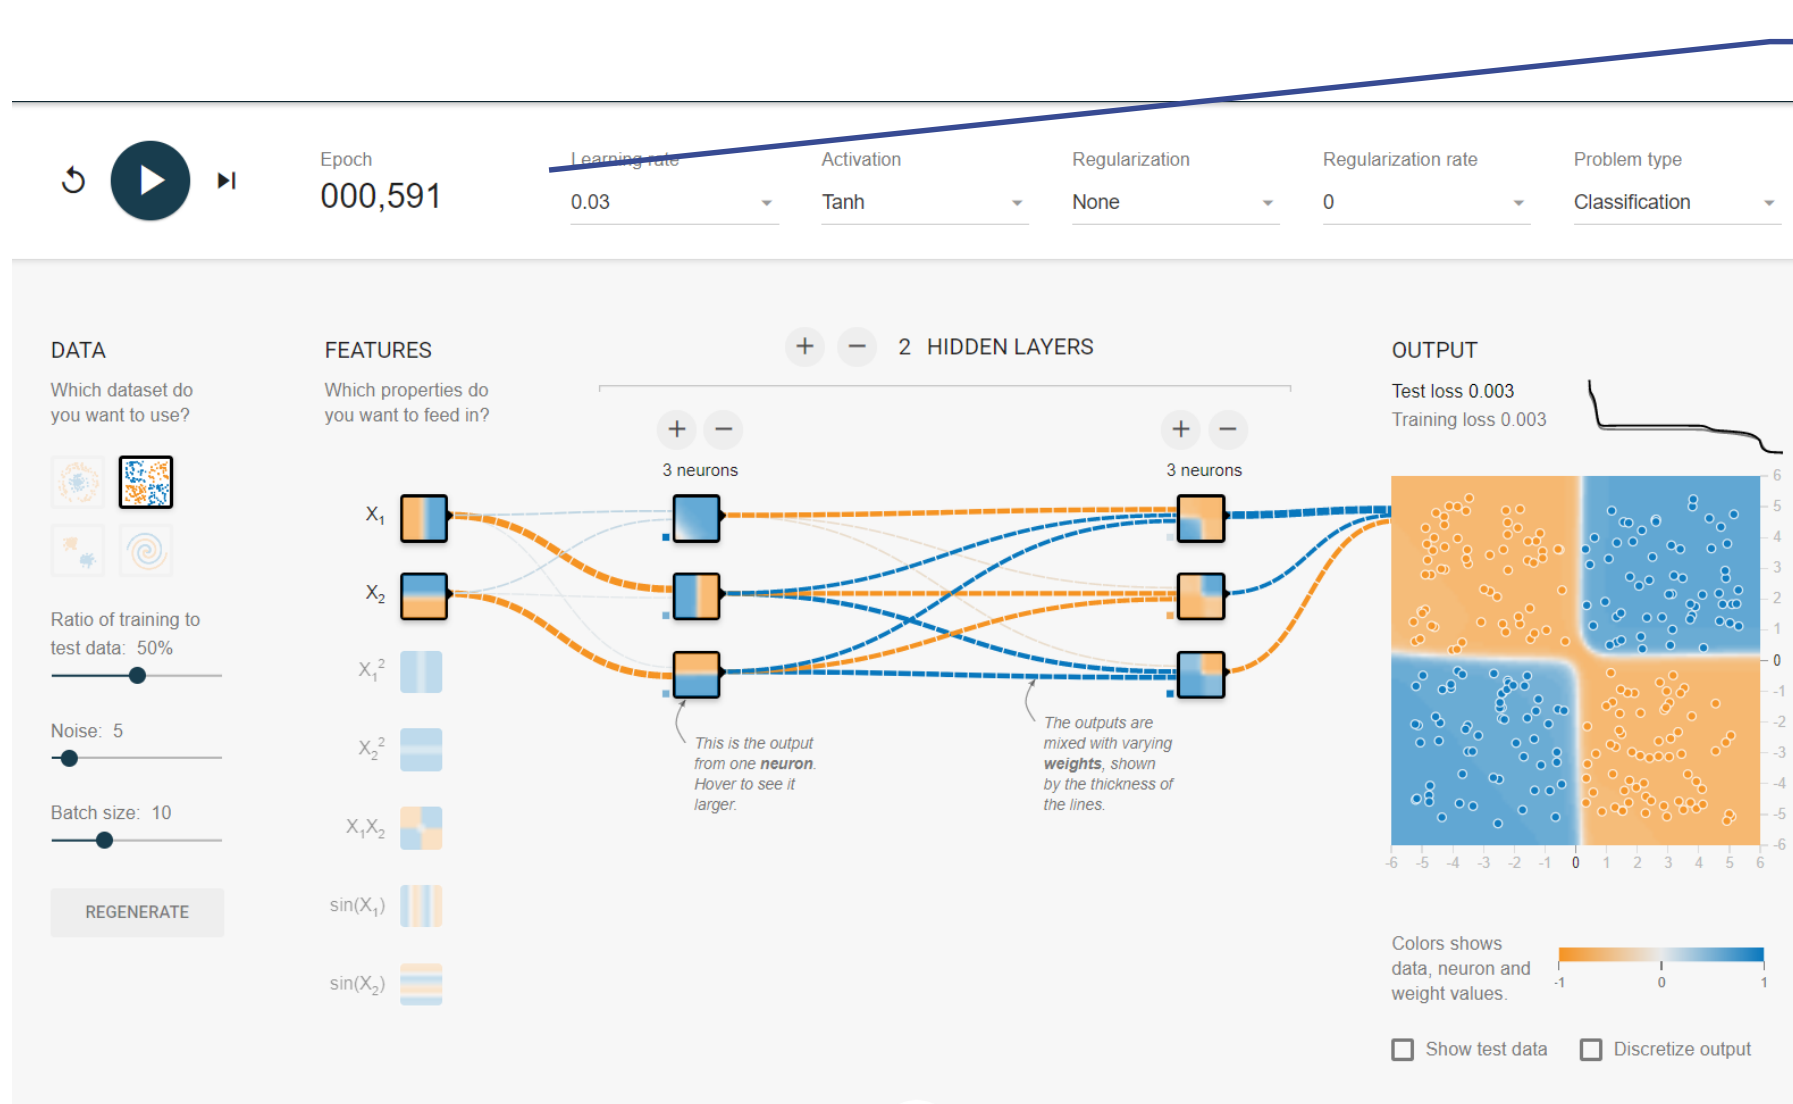 Epoch
000,591
Learning rate
0.03
Activation
Tanh
Regularization
None
Regularization rate
0
Problem type
Classification
DATA
Which dataset do
you want to use?
Ratio of training to
test data: 50%
Noise: 5
Batch size: 10
REGENERATE
FEATURES
Which properties do
you want to feed in?
X1
X2
X1²
X2²
X1X2
sin(X1)
sin(X2)
+ − 2 HIDDEN LAYERS
+ −
3 neurons
+ −
3 neurons
This is the output
from one neuron.
Hover to see it
larger.
The outputs are
mixed with varying
weights, shown
by the thickness of
the lines.
OUTPUT
Test loss 0.003
Training loss 0.003
6
5
4
3
2
1
0
-1
-2
-3
-4
-5
-6
-6 -5 -4 -3 -2 -1 0 1 2 3 4 5 6
Colors shows
data, neuron and
weight values.
-1 0 1
Show test data
Discretize output